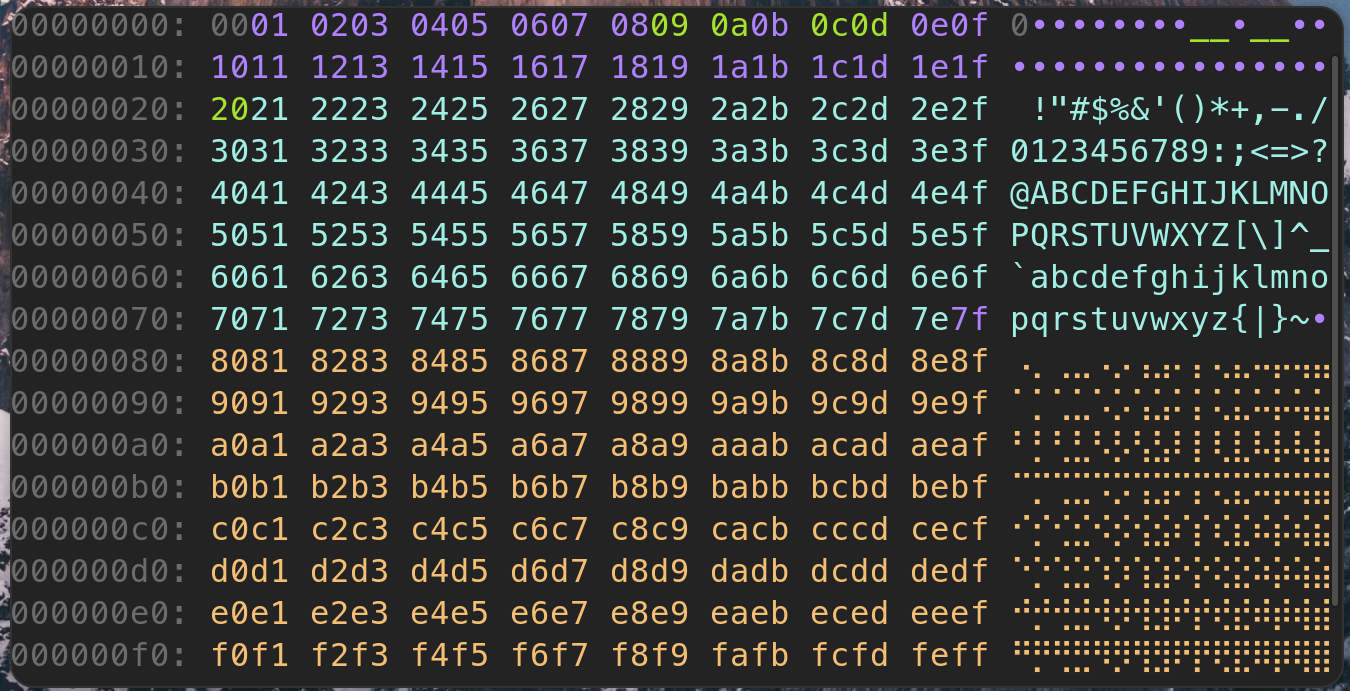 00000000: 0001 0203 0405 0607 0809 0a0b 0c0d 0e0f 0••••••••__•__••
00000010: 1011 1213 1415 1617 1819 1a1b 1c1d 1e1f ••••••••••••••••
00000020: 2021 2223 2425 2627 2829 2a2b 2c2d 2e2f  !"#$%&'()*+,-./
00000030: 3031 3233 3435 3637 3839 3a3b 3c3d 3e3f 0123456789:;<=>?
00000040: 4041 4243 4445 4647 4849 4a4b 4c4d 4e4f @ABCDEFGHIJKLMNO
00000050: 5051 5253 5455 5657 5859 5a5b 5c5d 5e5f PQRSTUVWXYZ[\]^_
00000060: 6061 6263 6465 6667 6869 6a6b 6c6d 6e6f `abcdefghijklmno
00000070: 7071 7273 7475 7677 7879 7a7b 7c7d 7e7f pqrstuvwxyz{|}~•
00000080: 8081 8283 8485 8687 8889 8a8b 8c8d 8e8f
00000090: 9091 9293 9495 9697 9899 9a9b 9c9d 9e9f
000000a0: a0a1 a2a3 a4a5 a6a7 a8a9 aaab acad aeaf
000000b0: b0b1 b2b3 b4b5 b6b7 b8b9 babb bcbd bebf
000000c0: c0c1 c2c3 c4c5 c6c7 c8c9 cacb cccd cecf
000000d0: d0d1 d2d3 d4d5 d6d7 d8d9 dadb dcdd dedf
000000e0: e0e1 e2e3 e4e5 e6e7 e8e9 eaeb eced eeef
000000f0: f0f1 f2f3 f4f5 f6f7 f8f9 fafb fcfd feff